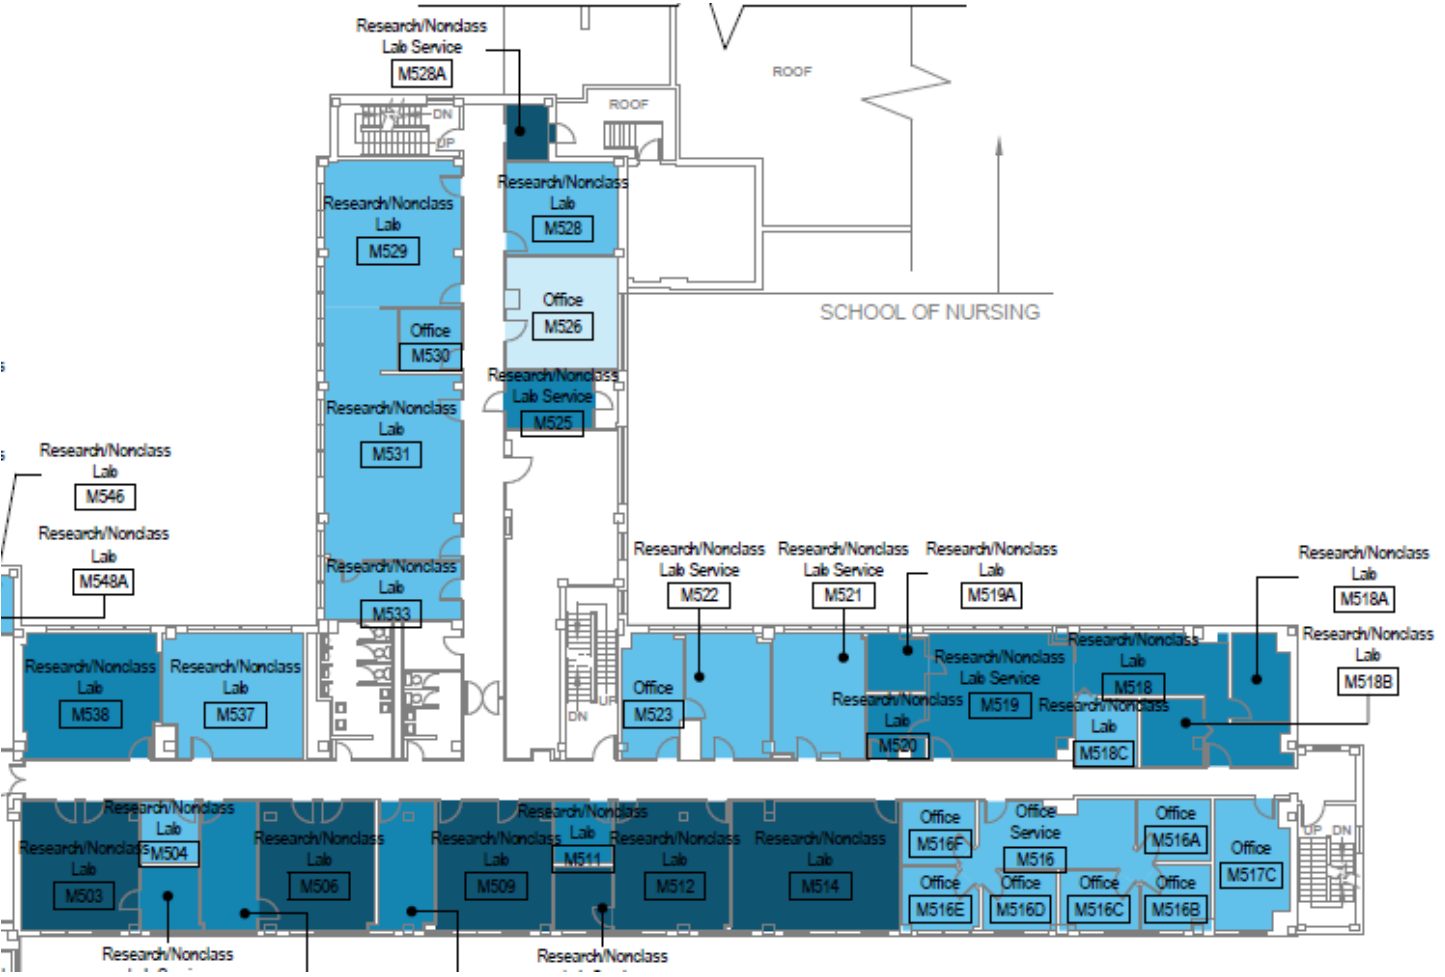 Research/Nonclass
Lab Service
M528A
ROOF
ROOF
DN
UP
Research/Nonclass
Lab
M528
Research/Nonclass
Lab
M529
Office
M526
SCHOOL OF NURSING
Office
M530
Research/Nonclass
Lab Service
M525
Research/Nonclass
Lab
M531
s
s
Research/Nonclass
Lab
M546
Research/Nonclass
Lab
M548A
Research/Nonclass
Lab
M533
Research/Nonclass
Lab Service
M522
Research/Nonclass
Lab Service
M521
Research/Nonclass
Lab
M519A
Research/Nonclass
Lab
M518A
Research/Nonclass
Lab
M518B
Research/Nonclass
Lab
M538
Research/Nonclass
Lab
M537
UP
DN
Office
M523
Research/Nonclass
Lab
M520
Research/Nonclass
Lab Service
M519
Research/Nonclass
Lab
M518
Research/Nonclass
Lab
M518C
Research/Nonclass
Lab
M503
Research/Nonclass
Lab
M504
Research/Nonclass
Lab
M506
Research/Nonclass
Lab
M509
Research/Nonclass
Lab
M511
Research/Nonclass
Lab
M512
Research/Nonclass
Lab
M514
Office
M516F
Office
Service
M516
Office
M516A
Office
M517C
Office
M516E
Office
M516D
Office
M516C
Office
M516B
UP
DN
Research/Nonclass
Research/Nonclass